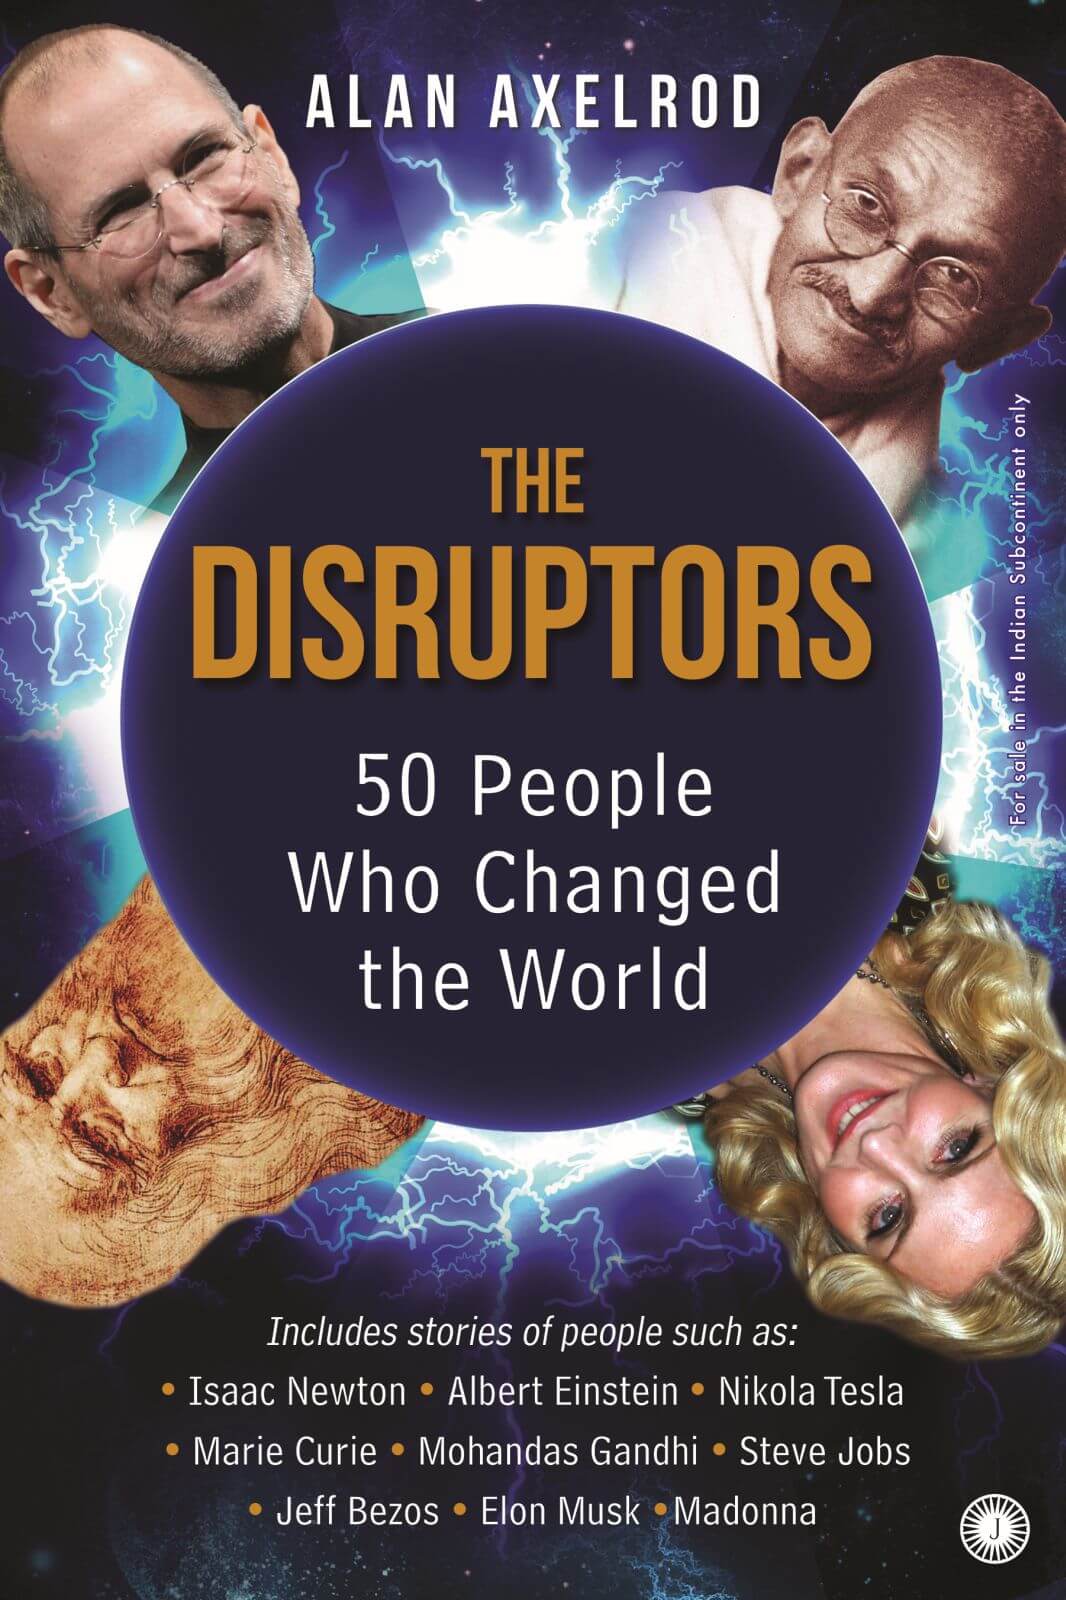 ALAN AXELROD
THE
DISRUPTORS
50 People
Who Changed
the World
For sale in the Indian Subcontinent only
Includes stories of people such as:
• Isaac Newton • Albert Einstein • Nikola Tesla
• Marie Curie • Mohandas Gandhi • Steve Jobs
• Jeff Bezos • Elon Musk •Madonna
J